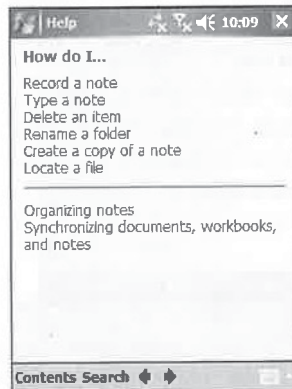 Help 10:09
How do I...
Record a note
Type a note
Delete an item
Rename a folder
Create a copy of a note
Locate a file
Organizing notes
Synchronizing documents, workbooks,
and notes
Contents Search